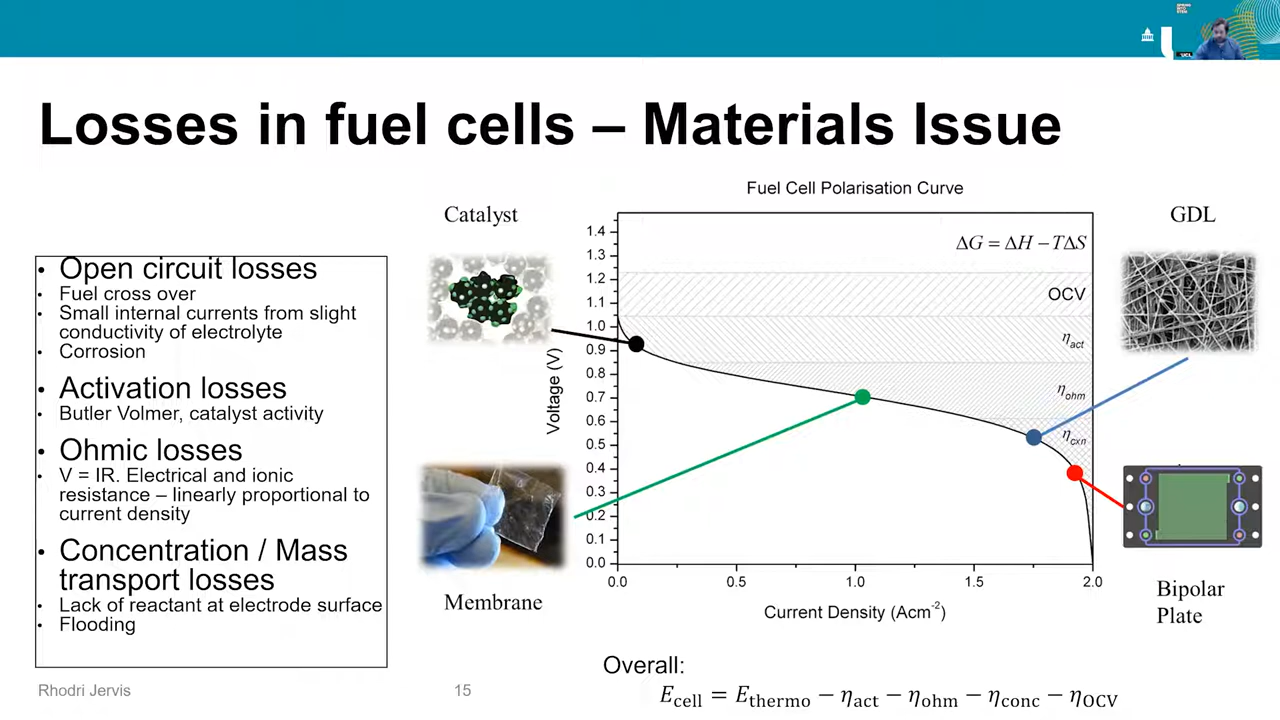 SPRING
INTO
STEM
UCL
Losses in fuel cells – Materials Issue
• Open circuit losses
• Fuel cross over
• Small internal currents from slight
conductivity of electrolyte
• Corrosion
• Activation losses
• Butler Volmer, catalyst activity
• Ohmic losses
• V = IR. Electrical and ionic
resistance – linearly proportional to
current density
• Concentration / Mass
transport losses
• Lack of reactant at electrode surface
• Flooding
Catalyst
Membrane
Fuel Cell Polarisation Curve
Voltage (V)
1.4
1.3
1.2
1.1
1.0
0.9
0.8
0.7
0.6
0.5
0.4
0.3
0.2
0.1
0.0
ΔG = ΔH − TΔS
OCV
η_act
η_ohm
η_cxn
0.0 0.5 1.0 1.5 2.0
Current Density (Acm⁻²)
GDL
Bipolar
Plate
Overall:
E_cell = E_thermo − η_act − η_ohm − η_conc − η_OCV
Rhodri Jervis
15